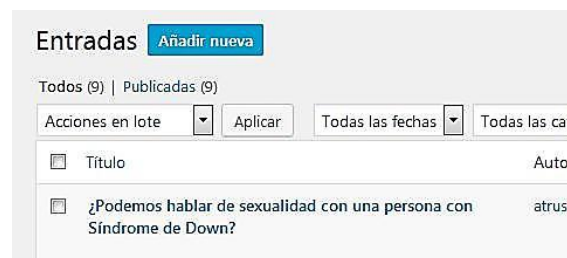 Entradas Añadir nueva
Todos (9) | Publicadas (9)
Acciones en lote Aplicar Todas las fechas Todas las ca
Título Auto
¿Podemos hablar de sexualidad con una persona con atrus
Síndrome de Down?